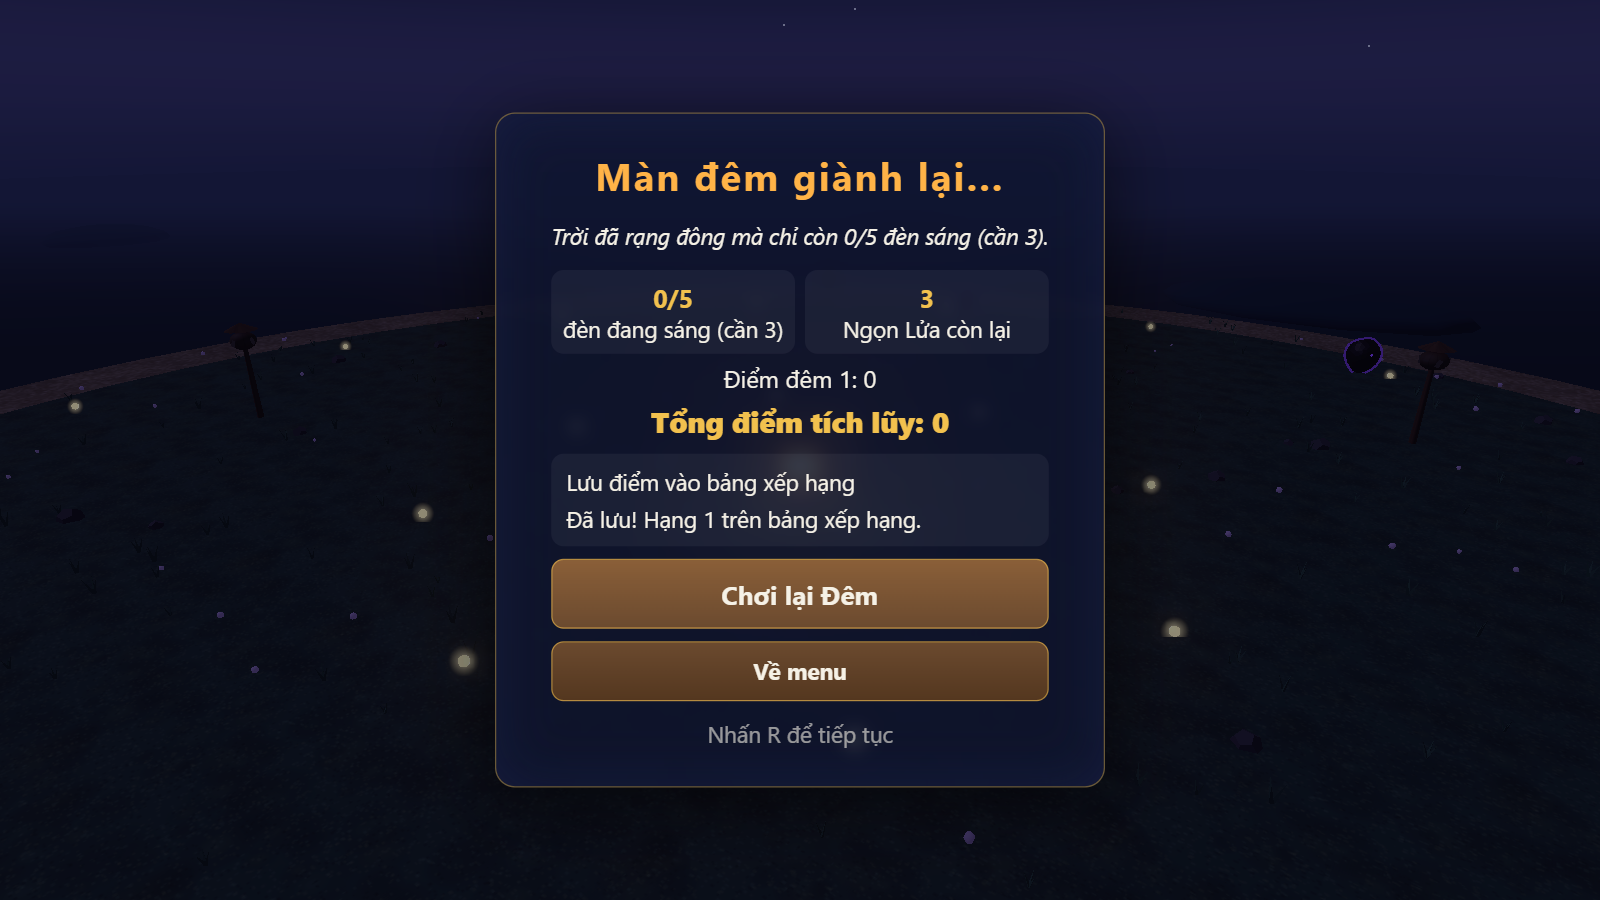 Màn đêm giành lại...
Trời đã rạng đông mà chỉ còn 0/5 đèn sáng (cần 3).
0/5
đèn đang sáng (cần 3)
3
Ngọn Lửa còn lại
Điểm đêm 1: 0
Tổng điểm tích lũy: 0
Lưu điểm vào bảng xếp hạng
Đã lưu! Hạng 1 trên bảng xếp hạng.
Chơi lại Đêm
Về menu
Nhấn R để tiếp tục